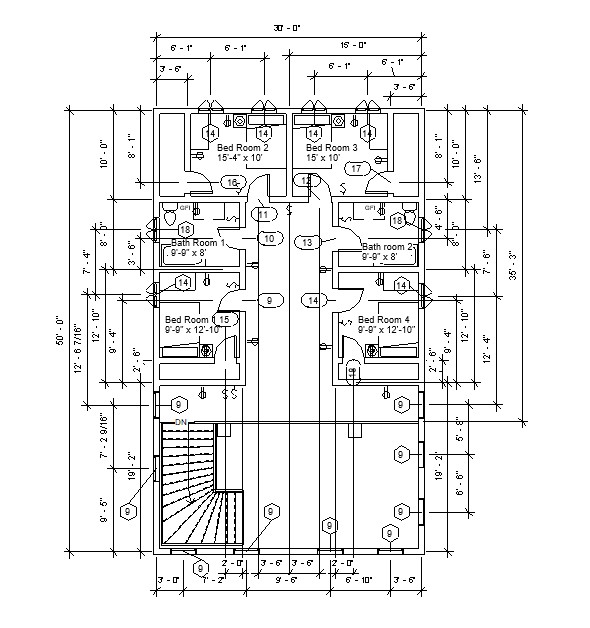 30' - 0"
15' - 0"
6' - 1" 6' - 1"
6' - 1" 6' - 1"
3' - 6" 3' - 6"
14 14 14 14
10' - 0" 8' - 1" 8' - 1" 10' - 0"
Bed Room 2 Bed Room 3
15'-4" x 10' 15' x 10'
13' - 6"
16 12 17
GFI GFI
11
18 18
4' - 6"
10 13
8' - 0" 8' - 0"
Bath Room 1 Bath room 2
9'-9" x 8' 9'-9" x 8'
3' - 6"
7' - 4" 7' - 6"
35' - 3"
14 14
9 14
Bed Room Bed Room 4
15
9'-9" x 12'-10" 9'-9" x 12'-10"
50' - 0"
12' - 6 7/16" 12' - 10" 9' - 4" 9' - 4" 12' - 10" 12' - 4"
2' - 6" 2' - 6"
S S
9 9
DN
7' - 2 9/16" 19' - 2" 19' - 2" 5' - 8"
9
6' - 6"
9' - 5"
9 9 9
9 9
9
2' - 0" 3' - 6" 3' - 6" 2' - 0"
3' - 0" 7' - 2" 9' - 6" 6' - 10" 3' - 6"